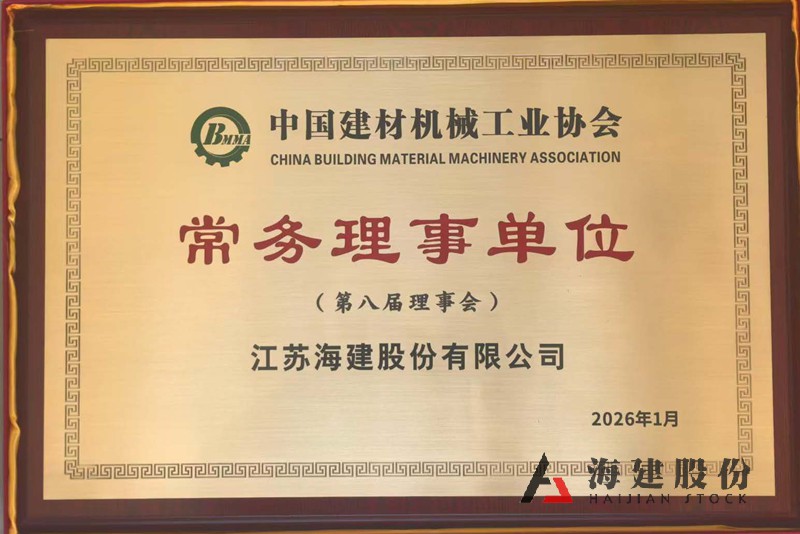 BMMA
中国建材机械工业协会
CHINA BUILDING MATERIAL MACHINERY ASSOCIATION
常务理事单位
(第八届理事会)
江苏海建股份有限公司
2026年1月
海建股份
HAIJIAN STOCK